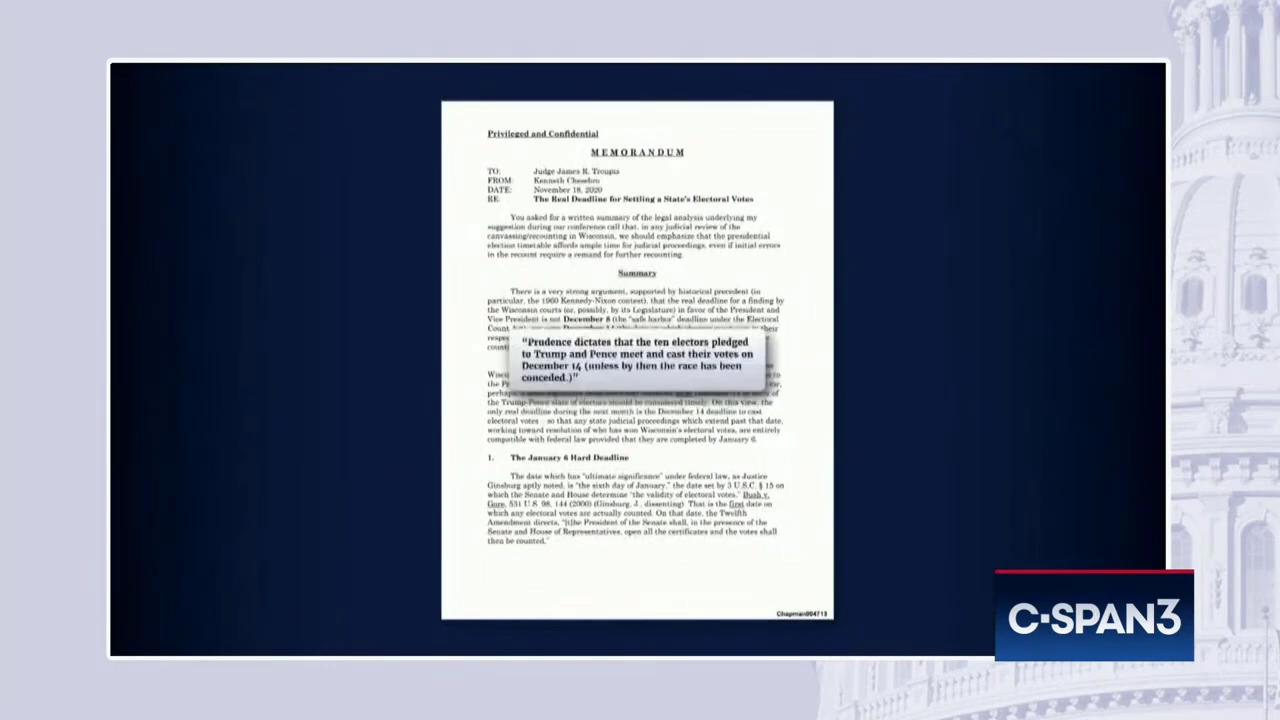 Privileged and Confidential
MEMORANDUM
TO: Judge James R. Troupis
FROM: Kenneth Chesebro
DATE: November 18, 2020
RE: The Real Deadline for Settling a State's Electoral Votes
You asked for a written summary of the legal analysis underlying my
suggestion during our conference call that, in any judicial review of the
canvassing/recounting in Wisconsin, we should emphasize that the presidential
election timetable affords ample time for judicial proceedings, even if initial errors
in the recount require a remand for further recounting.
Summary
There is a very strong argument, supported by historical precedent (in
particular, the 1960 Kennedy-Nixon contest), that the real deadline for a finding by
the Wisconsin courts (or, possibly, by its Legislature) in favor of the President and
Vice President is not December 8 (the "safe harbor" deadline under the Electoral
Count
"Prudence dictates that the ten electors pledged
to Trump and Pence meet and cast their votes on
December 14 (unless by then the race has been
conceded.)"
the Trump-Pence slate of electors should be considered timely. On this view, the
only real deadline during the next month is the December 14 deadline to cast
electoral votes so that any state judicial proceedings which extend past that date,
working toward resolution of who has won Wisconsin's electoral votes, are entirely
compatible with federal law provided that they are completed by January 6.
1. The January 6 Hard Deadline
The date which has "ultimate significance" under federal law, as Justice
Ginsburg aptly noted, is "the sixth day of January," the date set by 3 U.S.C. § 15 on
which the Senate and House determine "the validity of electoral votes." Bush v.
Gore, 531 U.S. 98, 144 (2000) (Ginsburg, J., dissenting). That is the first date on
which any electoral votes are actually counted. On that date, the Twelfth
Amendment directs, "[t]he President of the Senate shall, in the presence of the
Senate and House of Representatives, open all the certificates and the votes shall
then be counted."
Chapman004713
C-SPAN3